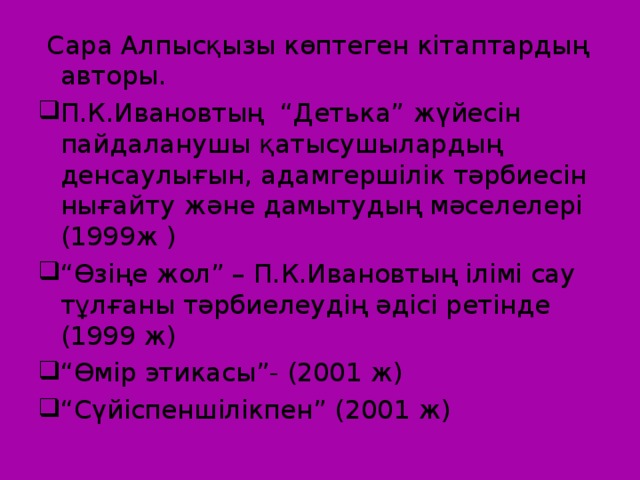 Сара Алпысқызы көптеген кітаптардың
авторы.
❑П.К.Ивановтың “Детька” жүйесін
пайдаланушы қатысушылардың
денсаулығын, адамгершілік тәрбиесін
нығайту және дамытудың мәселелері
(1999ж )
❑“Өзіңе жол” – П.К.Ивановтың ілімі сау
тұлғаны тәрбиелеудің әдісі ретінде
(1999 ж)
❑“Өмір этикасы”- (2001 ж)
❑“Сүйіспеншілікпен” (2001 ж)